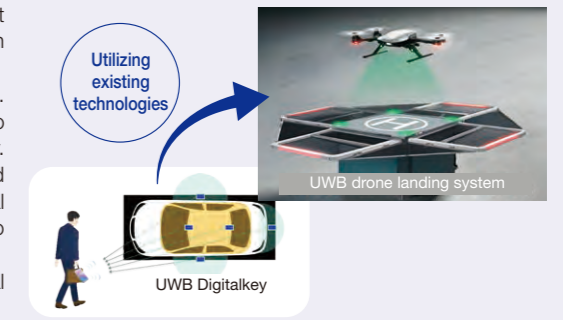 Utilizing
existing
technologies
H
UWB drone landing system
UWB Digitalkey